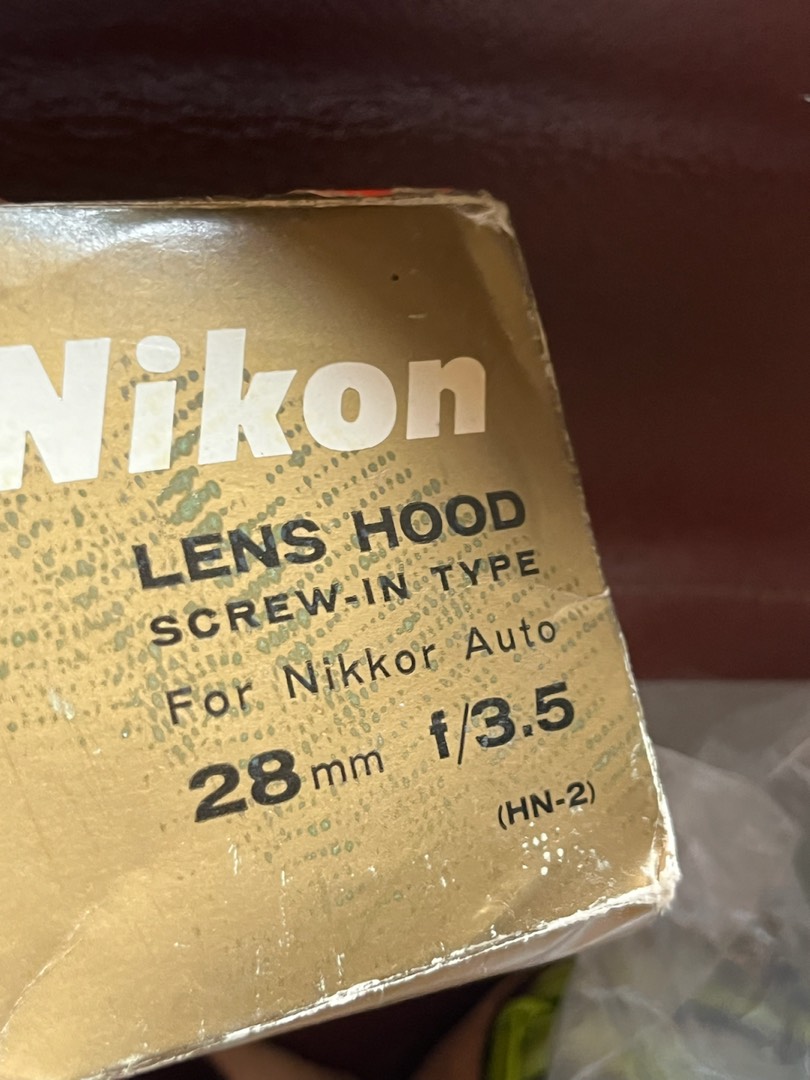 Nikon
LENS HOOD
SCREW-IN TYPE
For Nikkor Auto
28mm f/3.5
(HN-2)